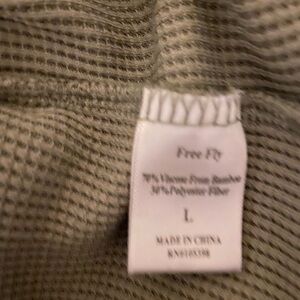 Free Fly
70% Viscose From Bamboo
30% Polyester Fiber
L
MADE IN CHINA